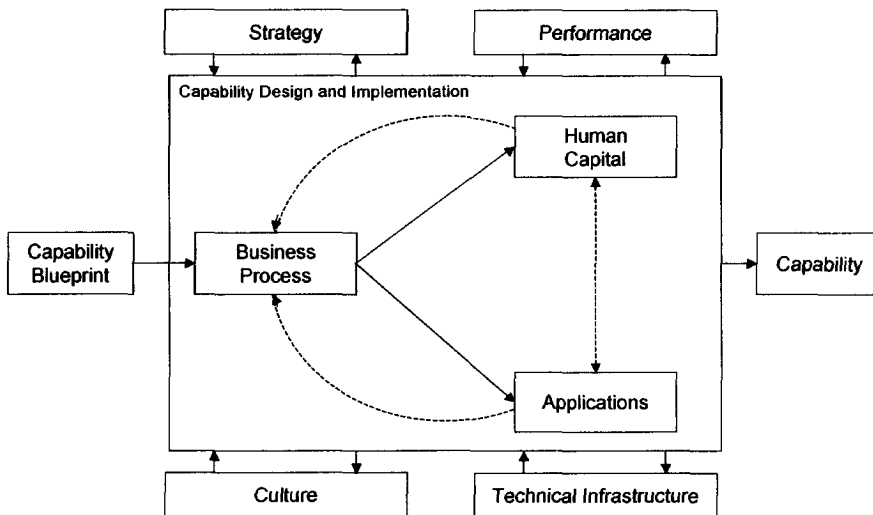 Strategy
Performance
Capability Design and Implementation
Human
Capital
Capability
Blueprint
Business
Process
Capability
Applications
Culture
Technical Infrastructure